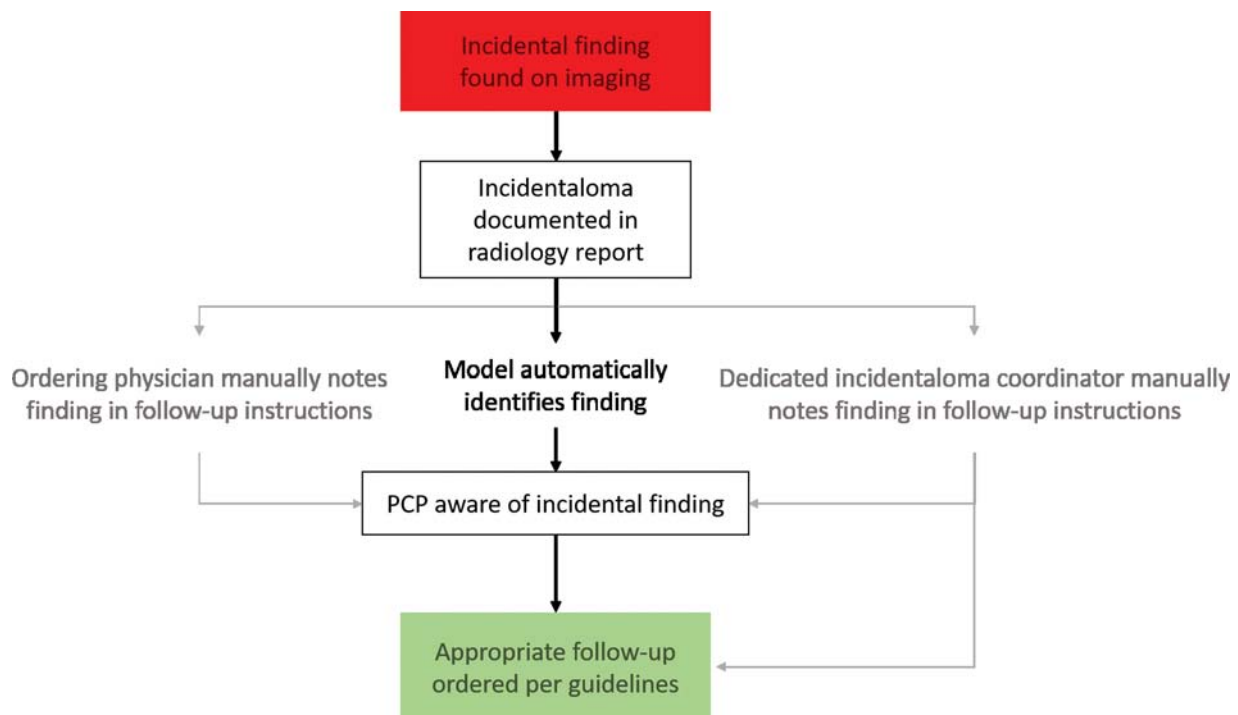 Incidental finding
found on imaging
Incidentaloma
documented in
radiology report
Ordering physician manually notes
finding in follow-up instructions
Model automatically
identifies finding
Dedicated incidentaloma coordinator manually
notes finding in follow-up instructions
PCP aware of incidental finding
Appropriate follow-up
ordered per guidelines